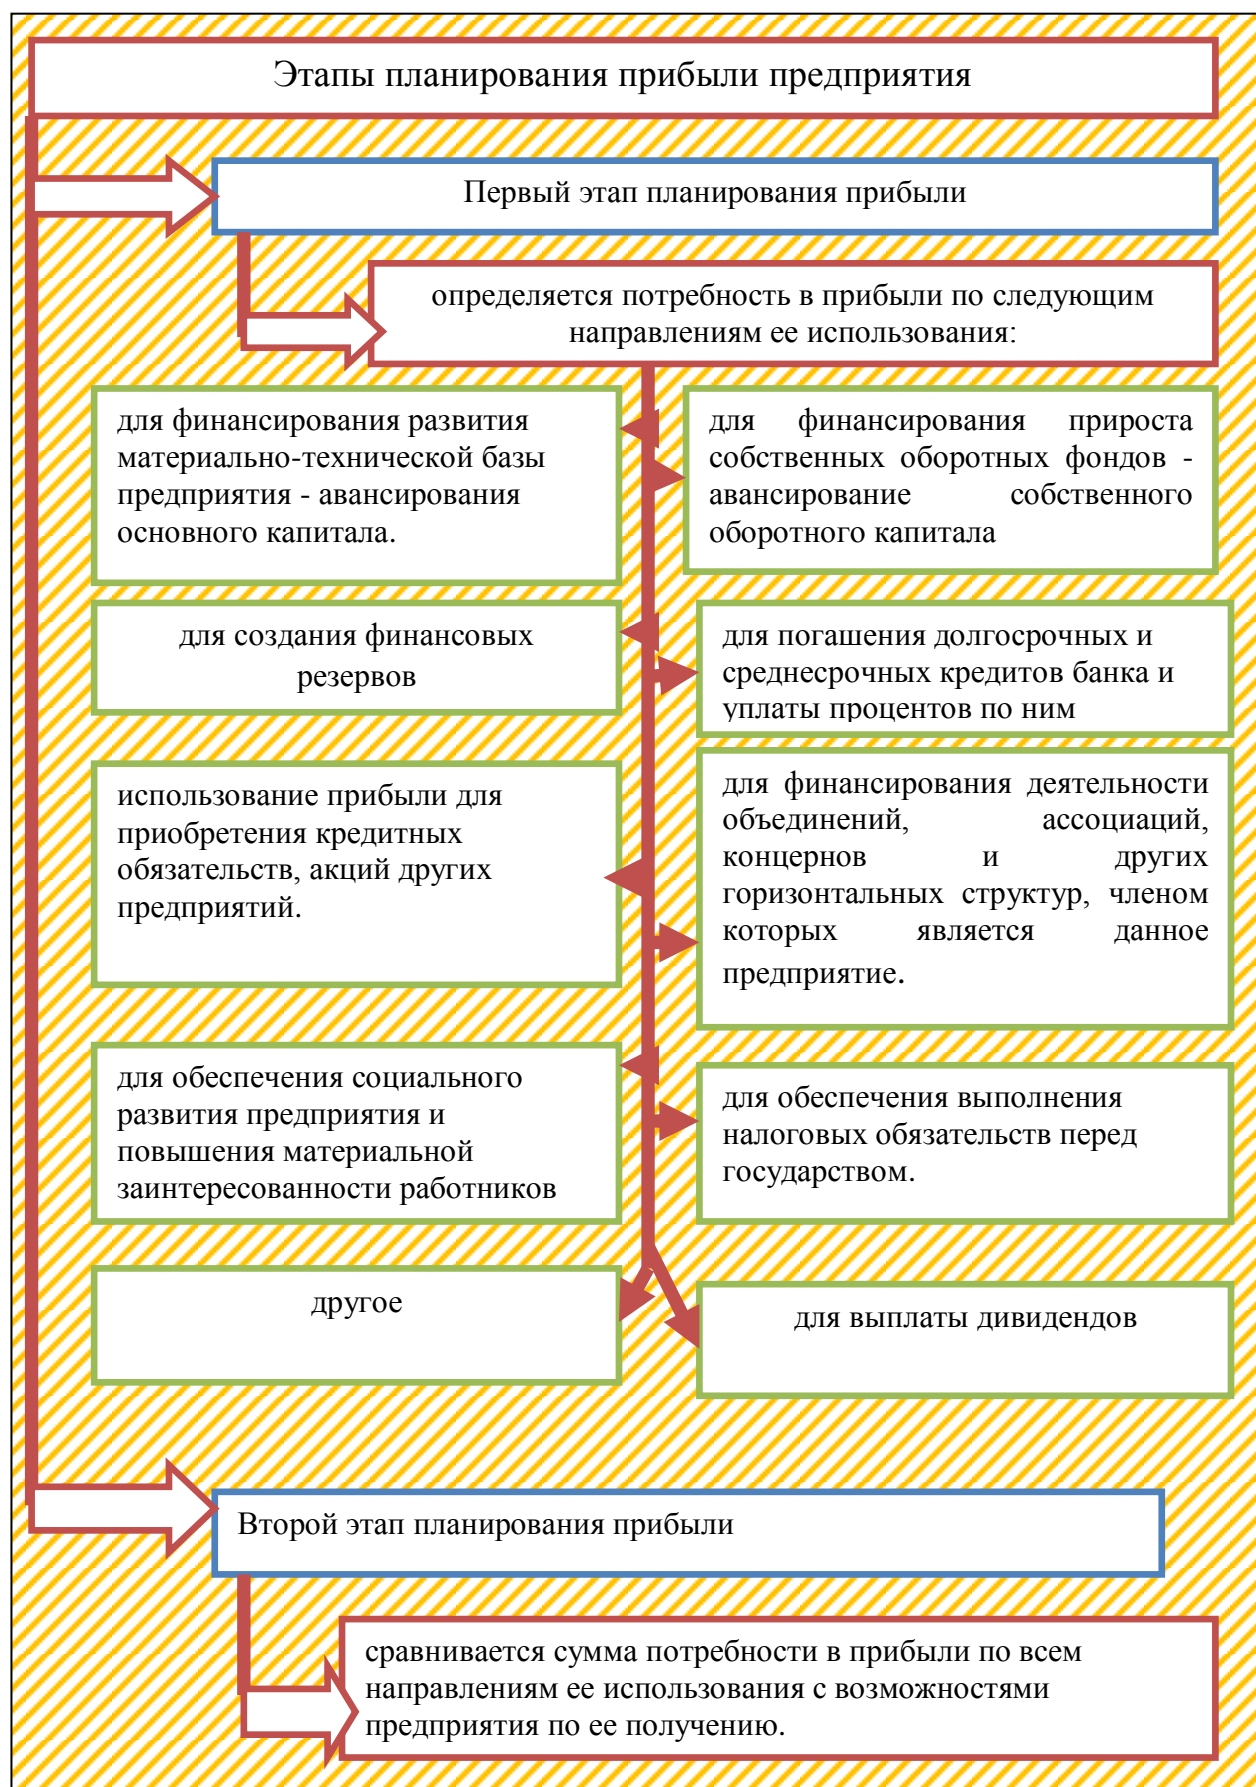 Этапы планирования прибыли предприятия
Первый этап планирования прибыли
определяется потребность в прибыли по следующим
направлениям ее использования:
для финансирования развития
материально-технической базы
предприятия - авансирования
основного капитала.
для финансирования прироста
собственных оборотных фондов -
авансирование собственного
оборотного капитала
для создания финансовых
резервов
для погашения долгосрочных и
среднесрочных кредитов банка и
уплаты процентов по ним
использование прибыли для
приобретения кредитных
обязательств, акций других
предприятий.
для финансирования деятельности
объединений, ассоциаций,
концернов и других
горизонтальных структур, членом
которых является данное
предприятие.
для обеспечения социального
развития предприятия и
повышения материальной
заинтересованности работников
для обеспечения выполнения
налоговых обязательств перед
государством.
другое
для выплаты дивидендов
Второй этап планирования прибыли
сравнивается сумма потребности в прибыли по всем
направлениям ее использования с возможностями
предприятия по ее получению.